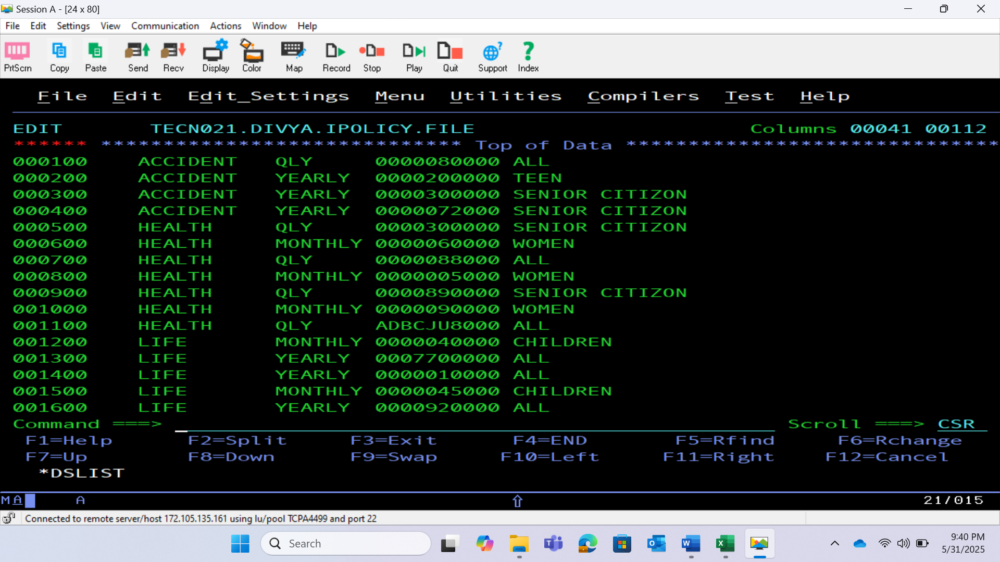 Session A - [24 x 80]
File Edit Settings View Communication Actions Window Help
PrtScrn Copy Paste Send Recv Display Color Map Record Stop Play Quit Support Index
File Edit Edit_Settings Menu Utilities Compilers Test Help
EDIT TECN021.DIVYA.IPOLICY.FILE Columns 00041 00112
****** ***************************** Top of Data ******************************
000100 ACCIDENT QLY 0000080000 ALL
000200 ACCIDENT YEARLY 0000200000 TEEN
000300 ACCIDENT YEARLY 0000300000 SENIOR CITIZON
000400 ACCIDENT YEARLY 0000072000 SENIOR CITIZON
000500 HEALTH QLY 0000300000 SENIOR CITIZON
000600 HEALTH MONTHLY 0000060000 WOMEN
000700 HEALTH QLY 0000088000 ALL
000800 HEALTH MONTHLY 0000005000 WOMEN
000900 HEALTH QLY 0000890000 SENIOR CITIZON
001000 HEALTH MONTHLY 0000090000 WOMEN
001100 HEALTH QLY ADBCJU8000 ALL
001200 LIFE MONTHLY 0000040000 CHILDREN
001300 LIFE YEARLY 0007700000 ALL
001400 LIFE YEARLY 0000010000 ALL
001500 LIFE MONTHLY 0000045000 CHILDREN
001600 LIFE YEARLY 0000920000 ALL
Command ===> Scroll ===> CSR
F1=Help F2=Split F3=Exit F4=END F5=Rfind F6=Rchange
F7=Up F8=Down F9=Swap F10=Left F11=Right F12=Cancel
*DSLIST
MA A 21/015
Connected to remote server/host 172.105.135.161 using lu/pool TCPA4499 and port 22
Search
9:40 PM
5/31/2025